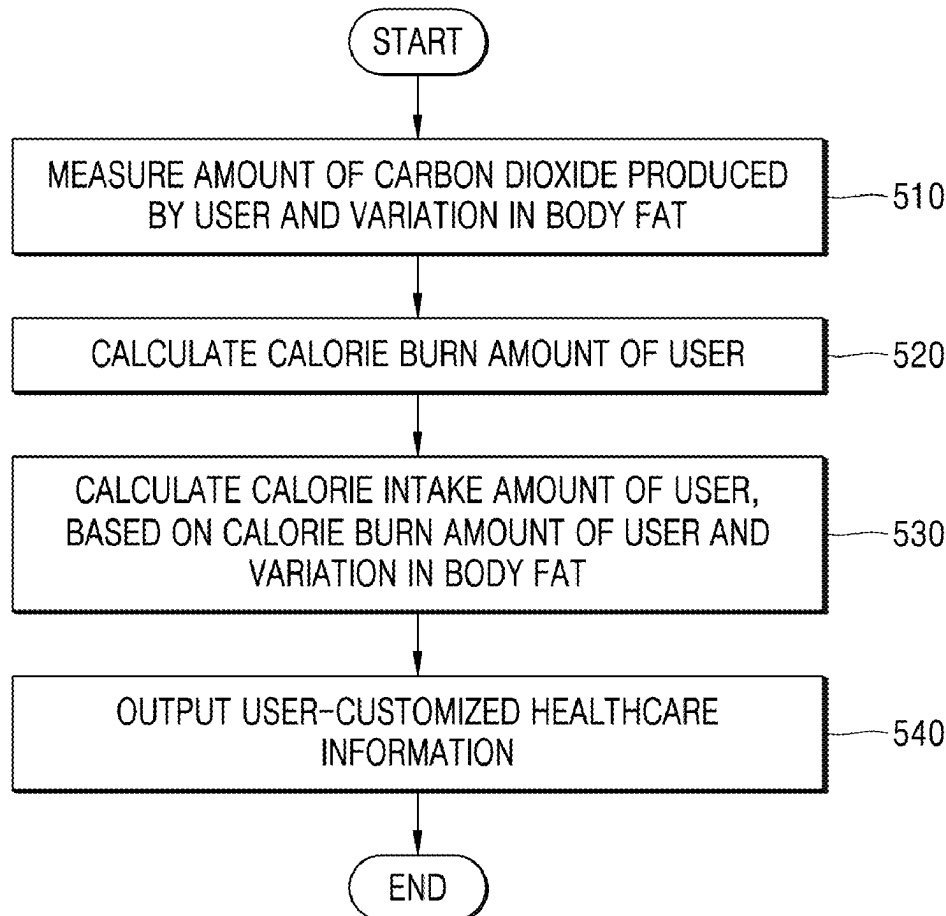 START
MEASURE AMOUNT OF CARBON DIOXIDE PRODUCED
BY USER AND VARIATION IN BODY FAT
510
CALCULATE CALORIE BURN AMOUNT OF USER
520
CALCULATE CALORIE INTAKE AMOUNT OF USER,
BASED ON CALORIE BURN AMOUNT OF USER AND
VARIATION IN BODY FAT
530
OUTPUT USER-CUSTOMIZED HEALTHCARE
INFORMATION
540
END